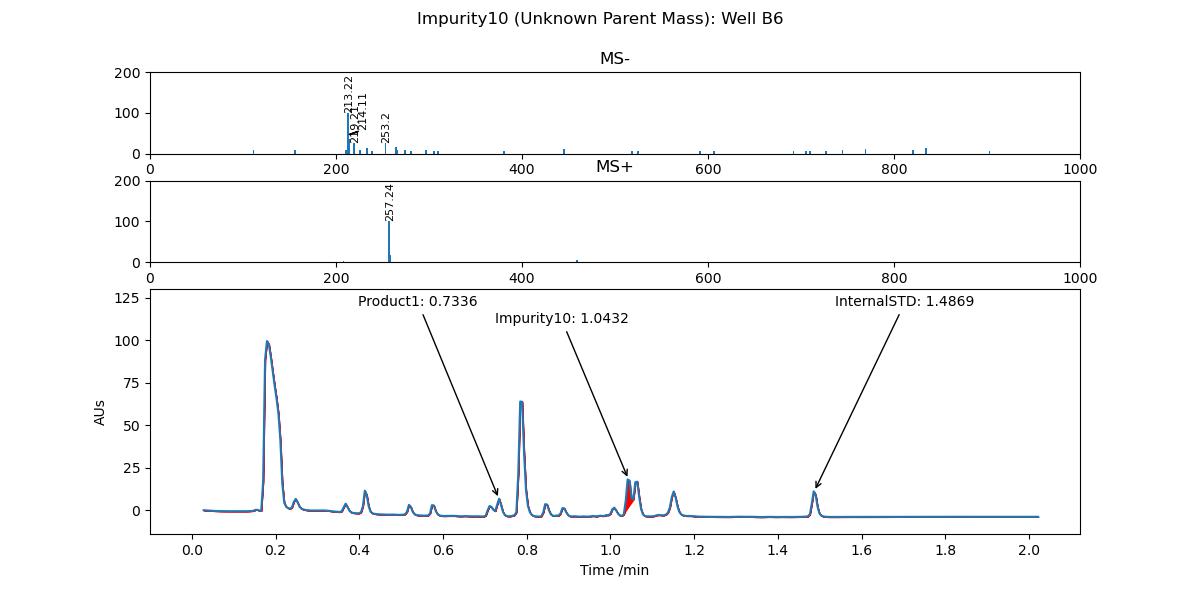 Impurity10 (Unknown Parent Mass): Well B6
MS-
200
100
0
213.22
219.21
214.11
253.2
0 200 400 600 800 1000
MS+
200
100
0
257.24
0 200 400 600 800 1000
Product1: 0.7336
Impurity10: 1.0432
InternalSTD: 1.4869
125
100
75
50
25
0
AUs
0.0 0.2 0.4 0.6 0.8 1.0 1.2 1.4 1.6 1.8 2.0
Time /min